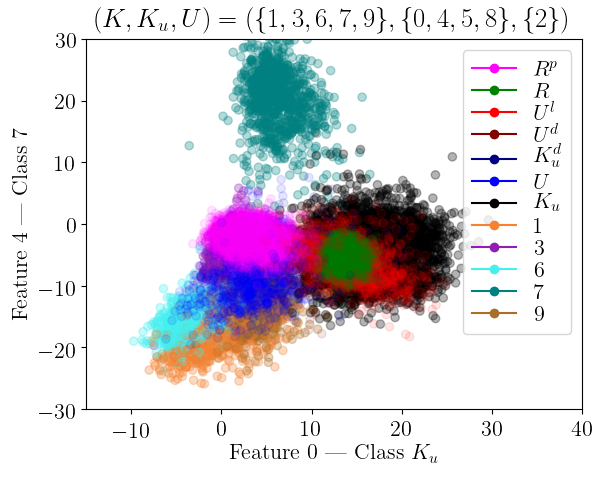 (K, K_u, U) = ({1, 3, 6, 7, 9}, {0, 4, 5, 8}, {2})
30
20
10
0
−10
−20
−30
Feature 4 — Class 7
R^p
R
U^l
U^d
K_u^d
U
K_u
1
3
6
7
9
−10
0
10
20
30
40
Feature 0 — Class K_u